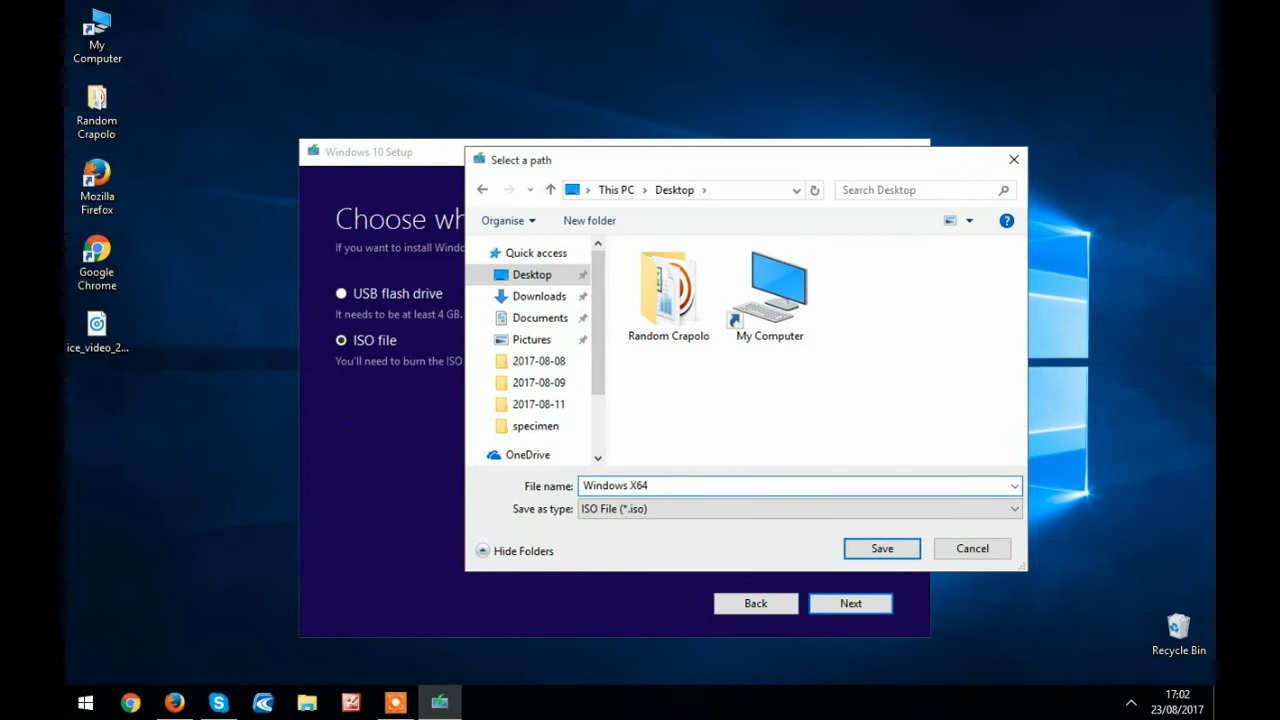 My
Computer
Random
Crapolo
Mozilla
Firefox
Google
Chrome
ice_video_2...
Windows 10 Setup
Choose wh
If you want to install Windo
USB flash drive
It needs to be at least 4 GB.
ISO file
You'll need to burn the ISO
Select a path
This PC > Desktop >
Search Desktop
Organise
New folder
Quick access
Desktop
Downloads
Documents
Pictures
2017-08-08
2017-08-09
2017-08-11
specimen
OneDrive
Random Crapolo
My Computer
File name: Windows X64
Save as type: ISO File (*.iso)
Hide Folders
Save
Cancel
Back
Next
Recycle Bin
17:02
23/08/2017